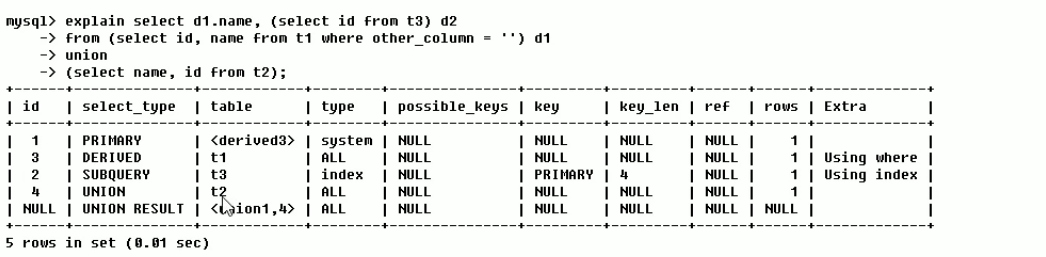 mysql> explain select d1.name, (select id from t3) d2
-> from (select id, name from t1 where other_column = '') d1
-> union
-> (select name, id from t2);
+------+--------------+------------+--------+---------------+---------+---------+------+------+-------------+
| id | select_type | table | type | possible_keys | key | key_len | ref | rows | Extra |
+------+--------------+------------+--------+---------------+---------+---------+------+------+-------------+
| 1 | PRIMARY | <derived3> | system | NULL | NULL | NULL | NULL | 1 | |
| 3 | DERIVED | t1 | ALL | NULL | NULL | NULL | NULL | 1 | Using where |
| 2 | SUBQUERY | t3 | index | NULL | PRIMARY | 4 | NULL | 1 | Using index |
| 4 | UNION | t2 | ALL | NULL | NULL | NULL | NULL | 1 | |
| NULL | UNION RESULT | <union1,4> | ALL | NULL | NULL | NULL | NULL | NULL | |
+------+--------------+------------+--------+---------------+---------+---------+------+------+-------------+
5 rows in set (0.01 sec)